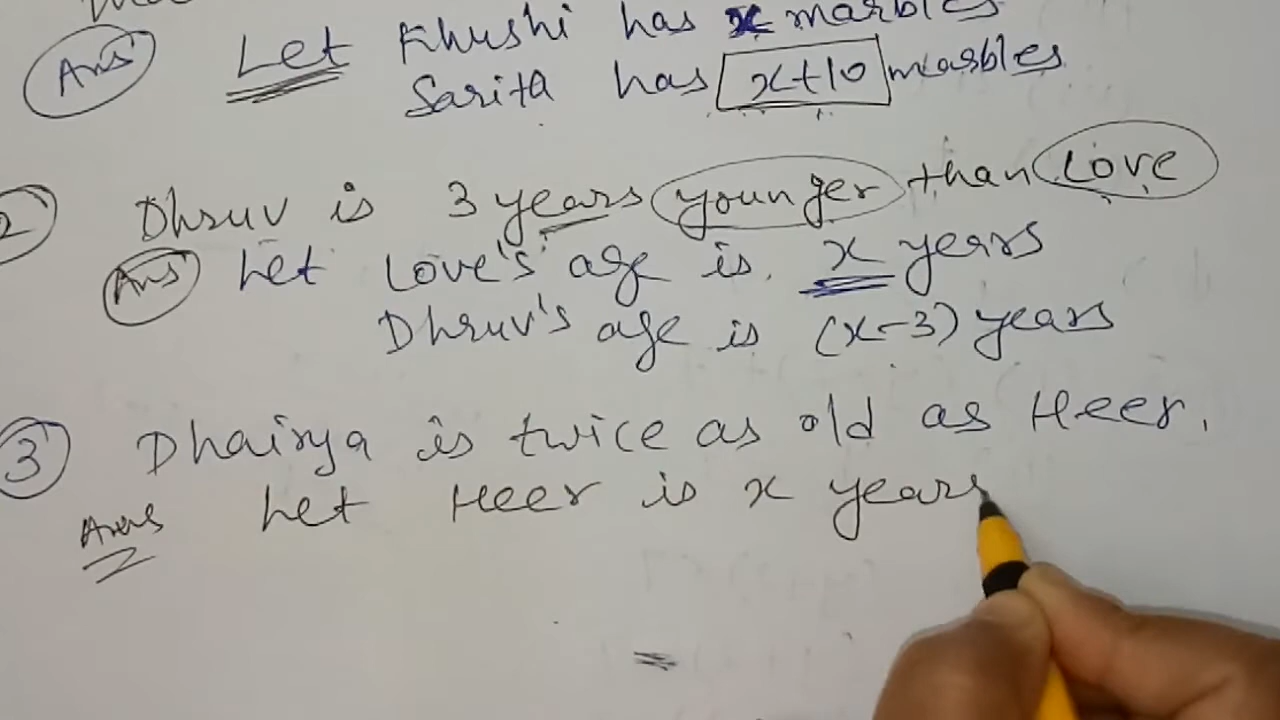 Ans Let Khushi has x marbles
Sarita has x+10 marbles
2 Dhruv is 3 years younger than Love
Ans Let Love's age is x years
Dhruv's age is (x-3) years
3 Dhairya is twice as old as Heer.
Ans Let Heer is x years